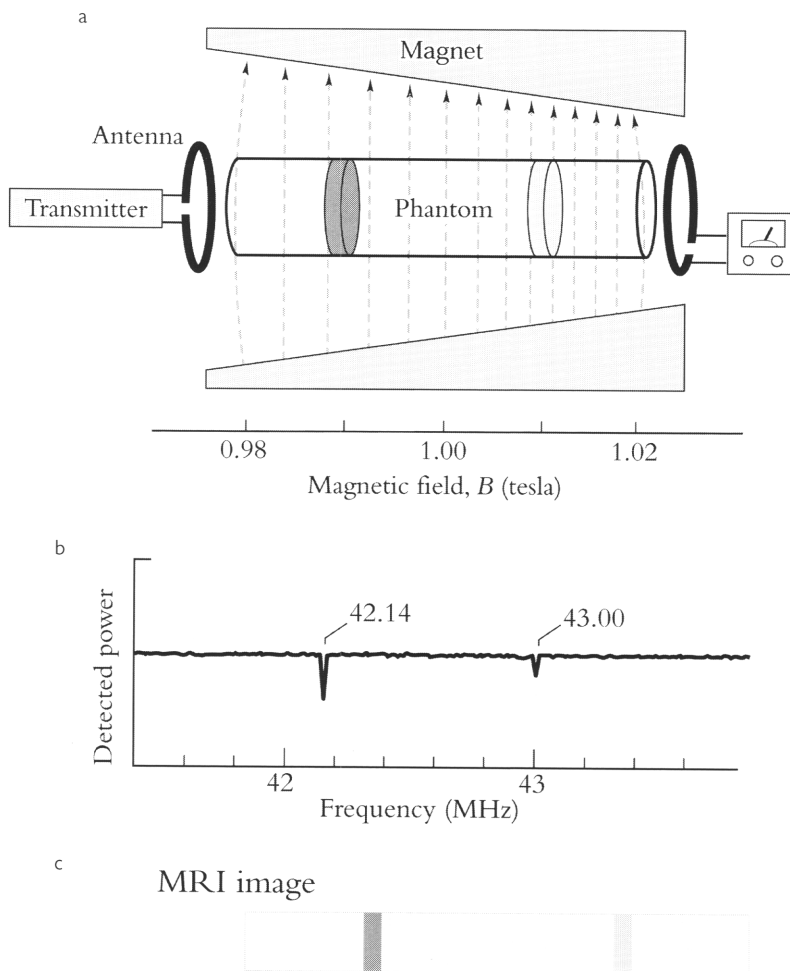 a
Magnet
Antenna
Transmitter
Phantom
0.98
1.00
1.02
Magnetic field, B (tesla)
b
Detected power
42.14
43.00
42
43
Frequency (MHz)
c
MRI image